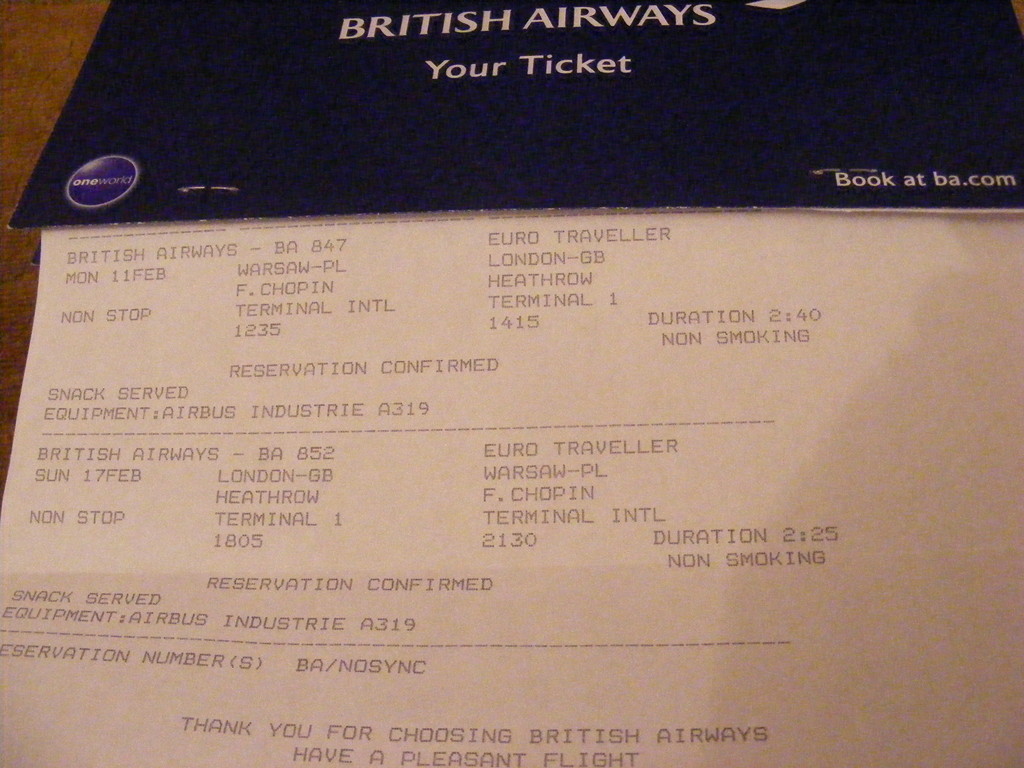 BRITISH AIRWAYS
Your Ticket
oneworld
Book at ba.com
BRITISH AIRWAYS - BA 847 EURO TRAVELLER
MON 11FEB WARSAW-PL LONDON-GB
F.CHOPIN HEATHROW
NON STOP TERMINAL INTL TERMINAL 1
1235 1415 DURATION 2:40
NON SMOKING
RESERVATION CONFIRMED
SNACK SERVED
EQUIPMENT:AIRBUS INDUSTRIE A319
BRITISH AIRWAYS - BA 852 EURO TRAVELLER
SUN 17FEB LONDON-GB WARSAW-PL
HEATHROW F.CHOPIN
NON STOP TERMINAL 1 TERMINAL INTL
1805 2130 DURATION 2:25
NON SMOKING
RESERVATION CONFIRMED
SNACK SERVED
EQUIPMENT:AIRBUS INDUSTRIE A319
ESERVATION NUMBER(S) BA/NOSYNC
THANK YOU FOR CHOOSING BRITISH AIRWAYS
HAVE A PLEASANT FLIGHT